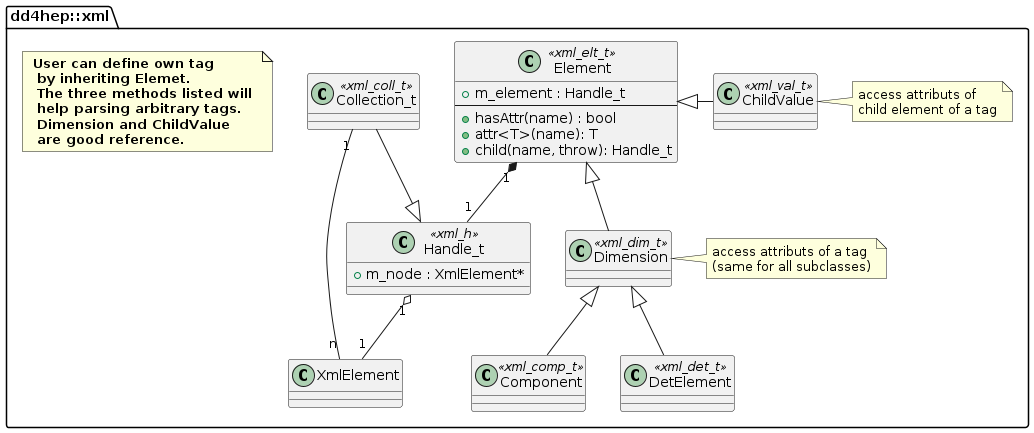 dd4hep::xml
User can define own tag
by inheriting Elemet.
The three methods listed will
help parsing arbitrary tags.
Dimension and ChildValue
are good reference.
C «xml_coll_t»
Collection_t
C «xml_elt_t»
Element
m_element : Handle_t
hasAttr(name) : bool
attr<T>(name): T
child(name, throw): Handle_t
C «xml_val_t»
ChildValue
access attributs of
child element of a tag
1
1
1
C «xml_h»
Handle_t
m_node : XmlElement*
C «xml_dim_t»
Dimension
access attributs of a tag
(same for all subclasses)
1
n
1
C XmlElement
C «xml_comp_t»
Component
C «xml_det_t»
DetElement